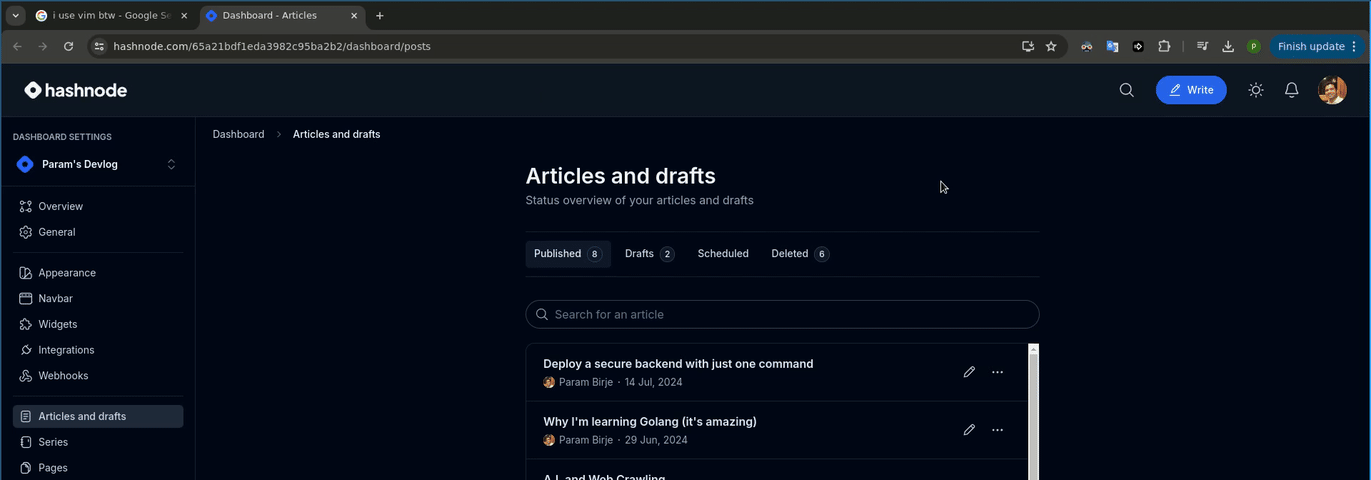 i use vim btw - Google Se
Dashboard - Articles
hashnode.com/65a21bdf1eda3982c95ba2b2/dashboard/posts
P
Finish update
hashnode
Write
DASHBOARD SETTINGS
Param's Devlog
Overview
General
Appearance
Navbar
Widgets
Integrations
Webhooks
Articles and drafts
Series
Pages
Dashboard > Articles and drafts
Articles and drafts
Status overview of your articles and drafts
Published 8 Drafts 2 Scheduled Deleted 6
Search for an article
Deploy a secure backend with just one command
Param Birje · 14 Jul, 2024
Why I'm learning Golang (it's amazing)
Param Birje · 29 Jun, 2024
A.I. and Web Crawling